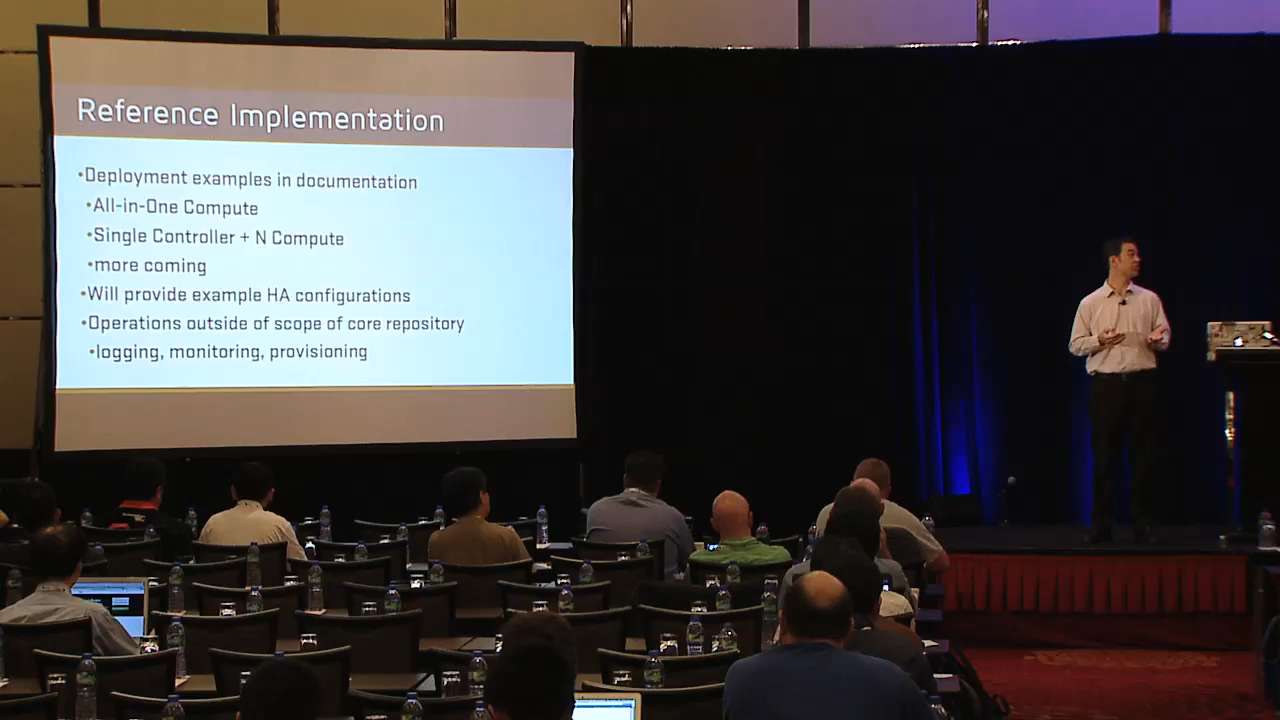 Reference Implementation
•Deployment examples in documentation
•All-in-One Compute
•Single Controller + N Compute
•more coming
•Will provide example HA configurations
•Operations outside of scope of core repository
•logging, monitoring, provisioning